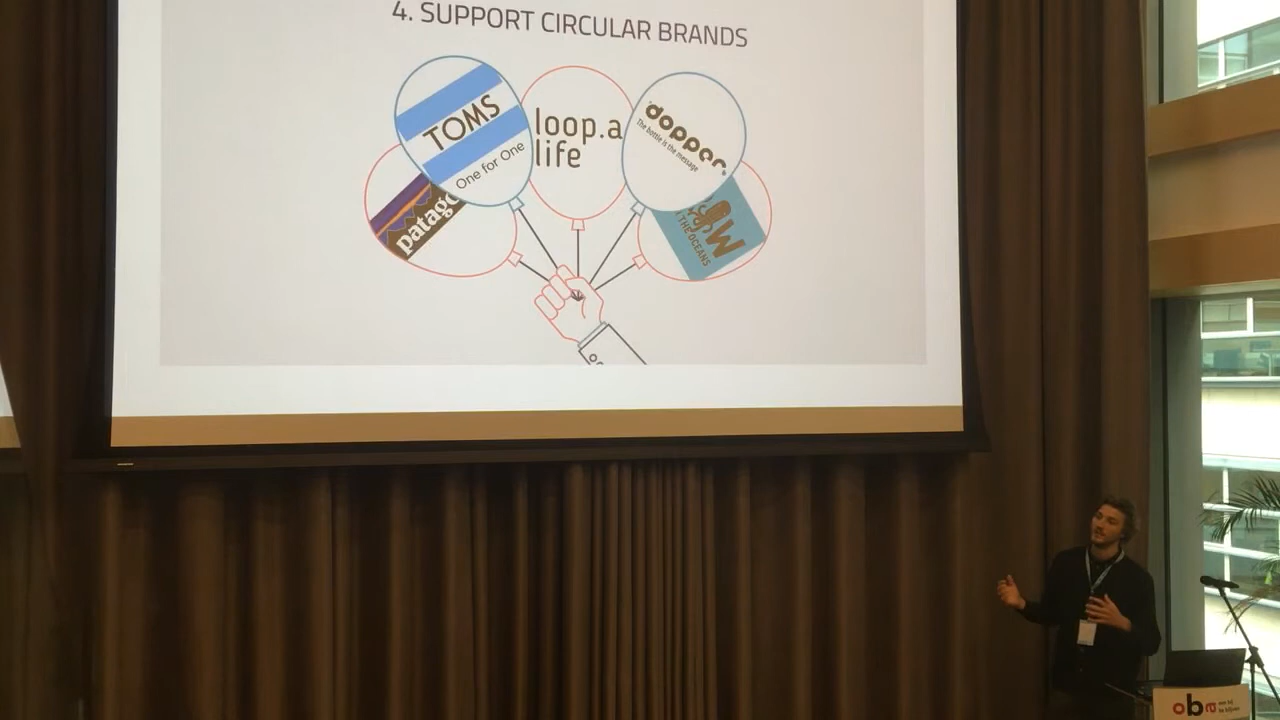 4. SUPPORT CIRCULAR BRANDS
TOMS
One for One
loop.a
life
dopper
The bottle is the message
patago
THE OCEANS
oba